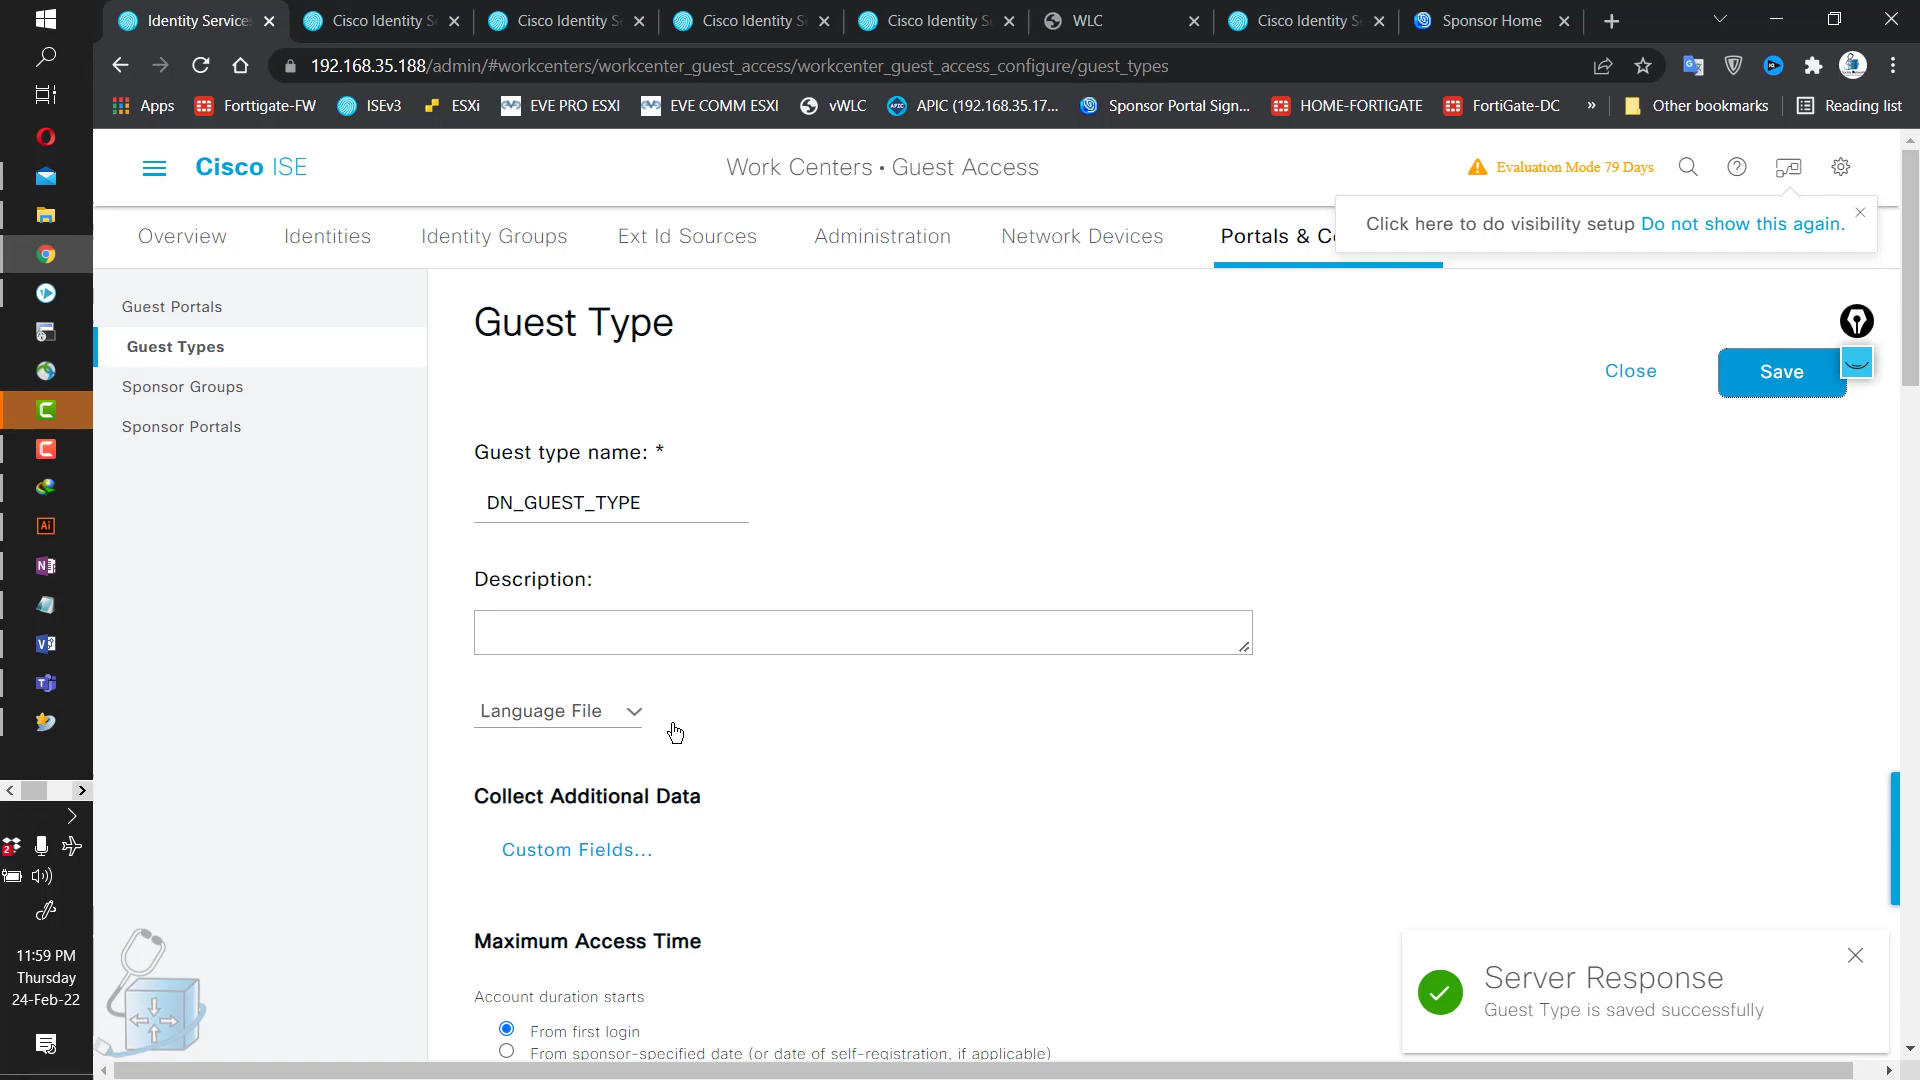 Identity Service
Cisco Identity S
Cisco Identity S
Cisco Identity S
Cisco Identity S
WLC
Cisco Identity S
Sponsor Home
192.168.35.188/admin/#workcenters/workcenter_guest_access/workcenter_guest_access_configure/guest_types
Apps
Forttigate-FW
ISEv3
ESXi
EVE PRO ESXI
EVE COMM ESXI
vWLC
APIC (192.168.35.17...
Sponsor Portal Sign...
HOME-FORTIGATE
FortiGate-DC
»
Other bookmarks
Reading list
Cisco ISE
Work Centers • Guest Access
Evaluation Mode 79 Days
Click here to do visibility setup Do not show this again.
Overview
Identities
Identity Groups
Ext Id Sources
Administration
Network Devices
Portals & Co
Guest Portals
Guest Types
Sponsor Groups
Sponsor Portals
Guest Type
Close
Save
Guest type name: *
DN_GUEST_TYPE
Description:
Language File
Collect Additional Data
Custom Fields...
Maximum Access Time
Account duration starts
From first login
From sponsor-specified date (or date of self-registration, if applicable)
Server Response
Guest Type is saved successfully
2
11:59 PM
Thursday
24-Feb-22